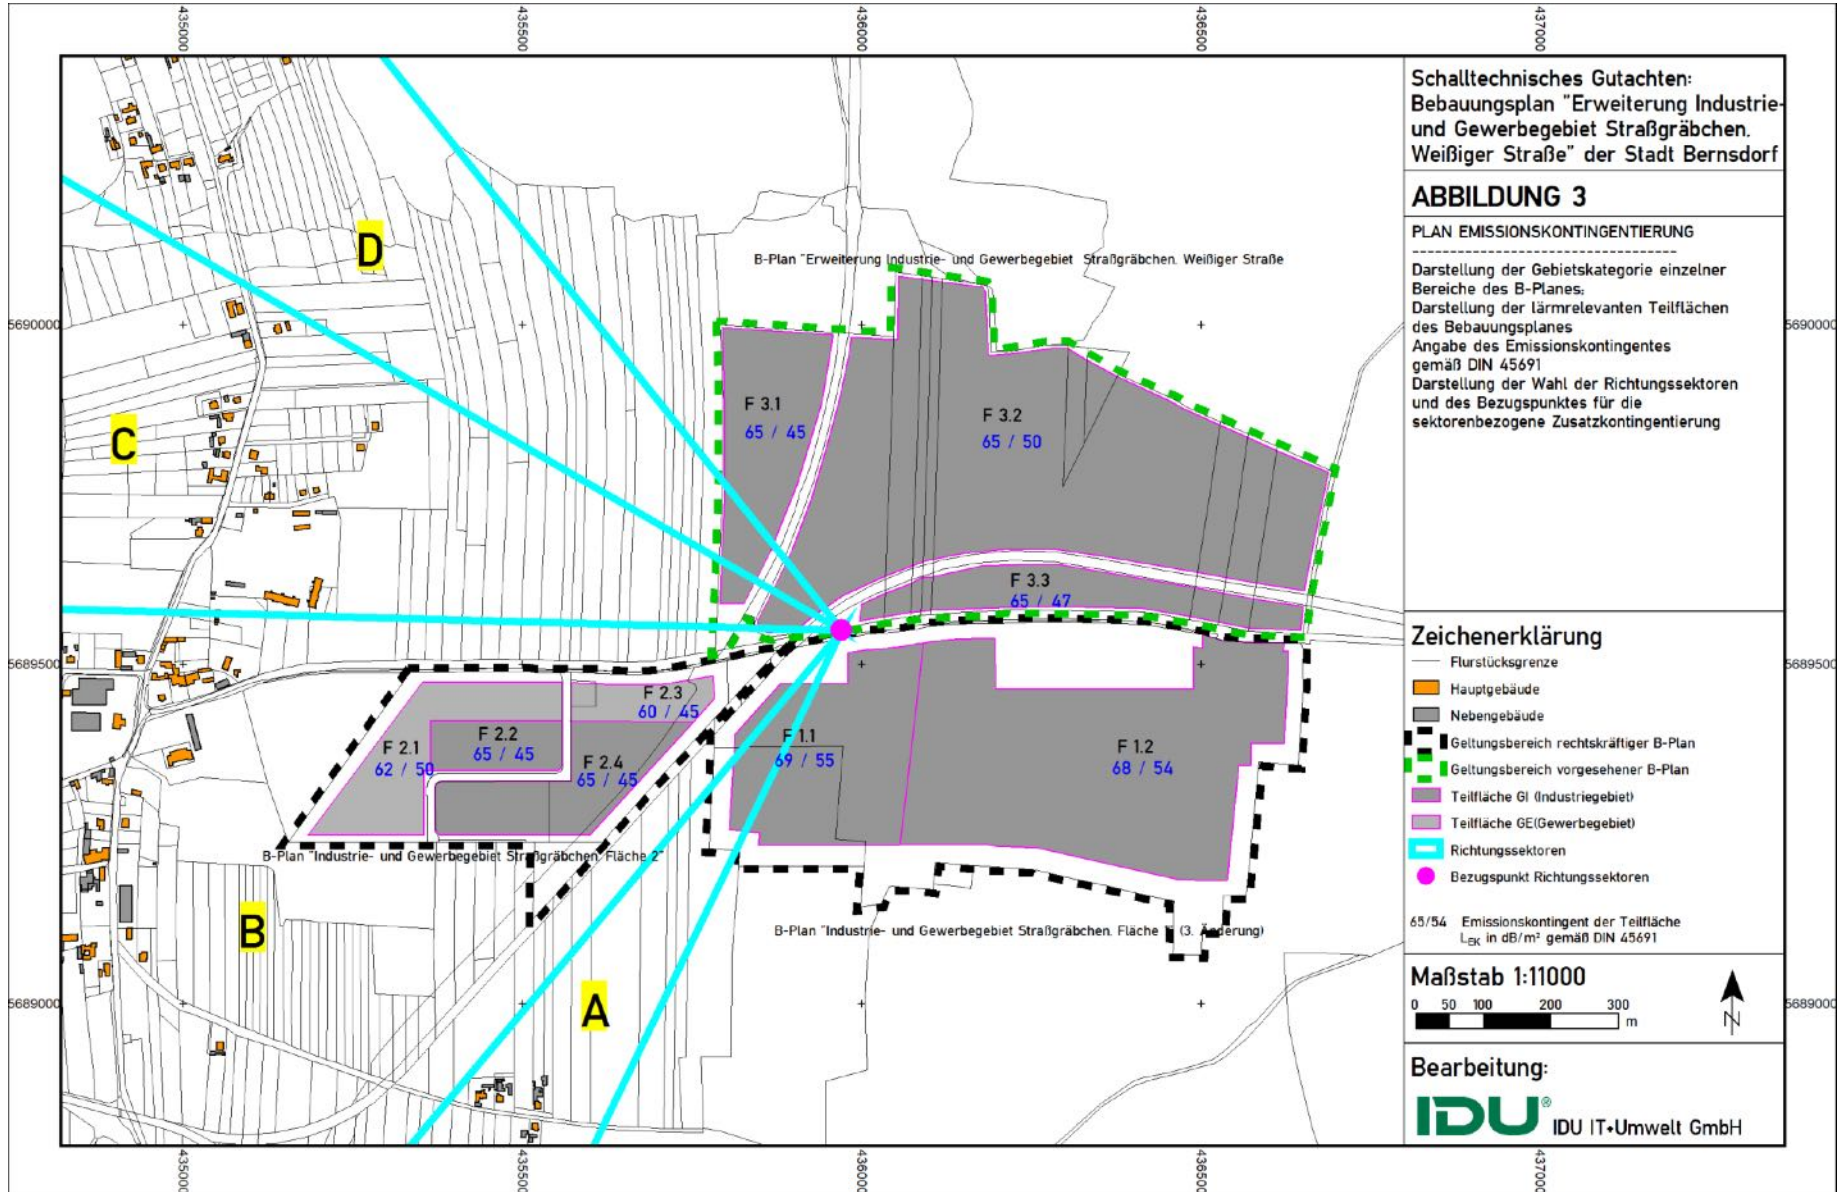 435000
435500
436000
436500
437000
Schalltechnisches Gutachten:
Bebauungsplan "Erweiterung Industrie-
und Gewerbegebiet Straßgräbchen.
Weißiger Straße" der Stadt Bernsdorf
ABBILDUNG 3
PLAN EMISSIONSKONTINGENTIERUNG
Darstellung der Gebietskategorie einzelner
Bereiche des B-Planes;
Darstellung der lärmrelevanten Teilflächen
des Bebauungsplanes
Angabe des Emissionskontingentes
gemäß DIN 45691
Darstellung der Wahl der Richtungssektoren
und des Bezugspunktes für die
sektorenbezogene Zusatzkontingentierung
D
B-Plan "Erweiterung Industrie- und Gewerbegebiet Straßgräbchen. Weißiger Straße
5690000
5690000
F 3.1
65 / 45
F 3.2
65 / 50
C
F 3.3
65 / 47
5689500
5689500
F 2.3
60 / 45
F 2.2
65 / 45
F 2.1
62 / 50
F 2.4
65 / 45
F 1.1
69 / 55
F 1.2
68 / 54
B-Plan "Industrie- und Gewerbegebiet Straßgräbchen. Fläche 2"
B
B-Plan "Industrie- und Gewerbegebiet Straßgräbchen. Fläche 1" (3. Änderung)
A
5689000
5689000
Zeichenerklärung
Flurstücksgrenze
Hauptgebäude
Nebengebäude
Geltungsbereich rechtskräftiger B-Plan
Geltungsbereich vorgesehener B-Plan
Teilfläche GI (Industriegebiet)
Teilfläche GE(Gewerbegebiet)
Richtungssektoren
Bezugspunkt Richtungssektoren
65/54 Emissionskontingent der Teilfläche
LEK in dB/m² gemäß DIN 45691
Maßstab 1:11000
0 50 100 200 300
m
N
Bearbeitung:
IDU® IDU IT+Umwelt GmbH
435000
435500
436000
436500
437000